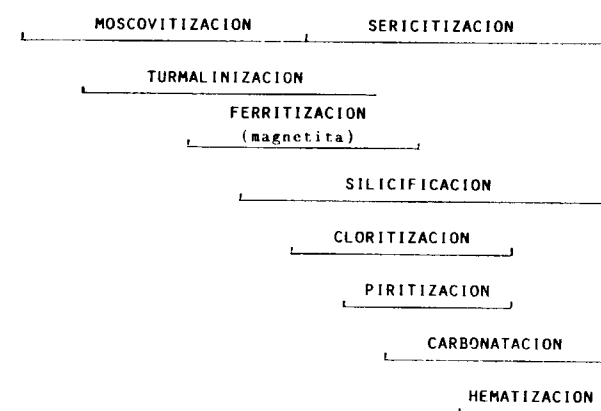 MOSCOVITIZACION SERICITIZACION
TURMALINIZACION
FERRITIZACION
(magnetita)
SILICIFICACION
CLORITIZACION
PIRITIZACION
CARBONATACION
HEMATIZACION